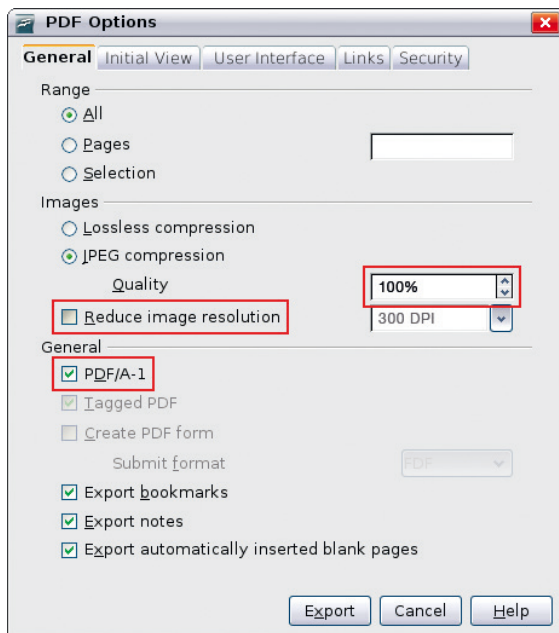 PDF Options
General Initial View User Interface Links Security
Range
All
Pages
Selection
Images
Lossless compression
JPEG compression
Quality 100%
Reduce image resolution 300 DPI
General
PDF/A-1
Tagged PDF
Create PDF form
Submit format FDF
Export bookmarks
Export notes
Export automatically inserted blank pages
Export Cancel Help